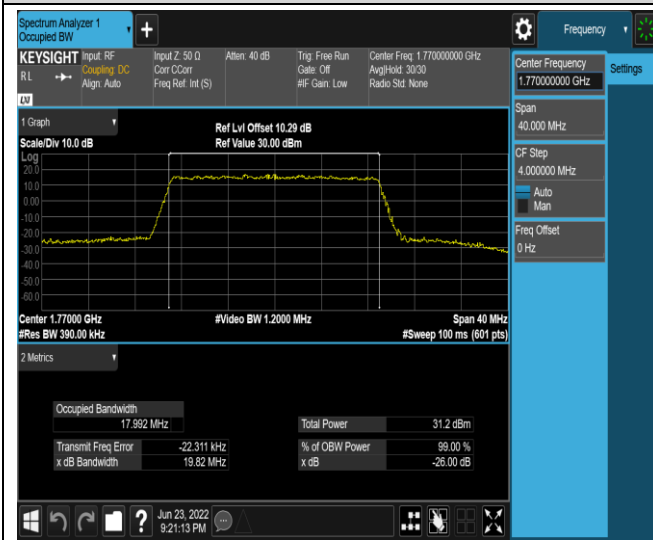 Spectrum Analyzer 1
Occupied BW
+
Frequency
KEYSIGHT
RL
LXI
Input: RF
Coupling: DC
Align: Auto
Input Z: 50 Ω
Corr CCorr
Freq Ref: Int (S)
Atten: 40 dB
Trig: Free Run
Gate: Off
#IF Gain: Low
Center Freq: 1.770000000 GHz
Avg|Hold: 30/30
Radio Std: None
Center Frequency
1.77000000 GHz
Settings
Span
40.000 MHz
CF Step
4.000000 MHz
Auto
Man
Freq Offset
0 Hz
1 Graph
Scale/Div 10.0 dB
Ref Lvl Offset 10.29 dB
Ref Value 30.00 dBm
Log
20.0
10.0
0.00
-10.0
-20.0
-30.0
-40.0
-50.0
-60.0
Center 1.77000 GHz
#Video BW 1.2000 MHz
Span 40 MHz
#Res BW 390.00 kHz
#Sweep 100 ms (601 pts)
2 Metrics
Occupied Bandwidth
17.992 MHz
Total Power 31.2 dBm
Transmit Freq Error -22.311 kHz
% of OBW Power 99.00 %
x dB Bandwidth 19.82 MHz
x dB -26.00 dB
?
Jun 23, 2022
9:21:13 PM